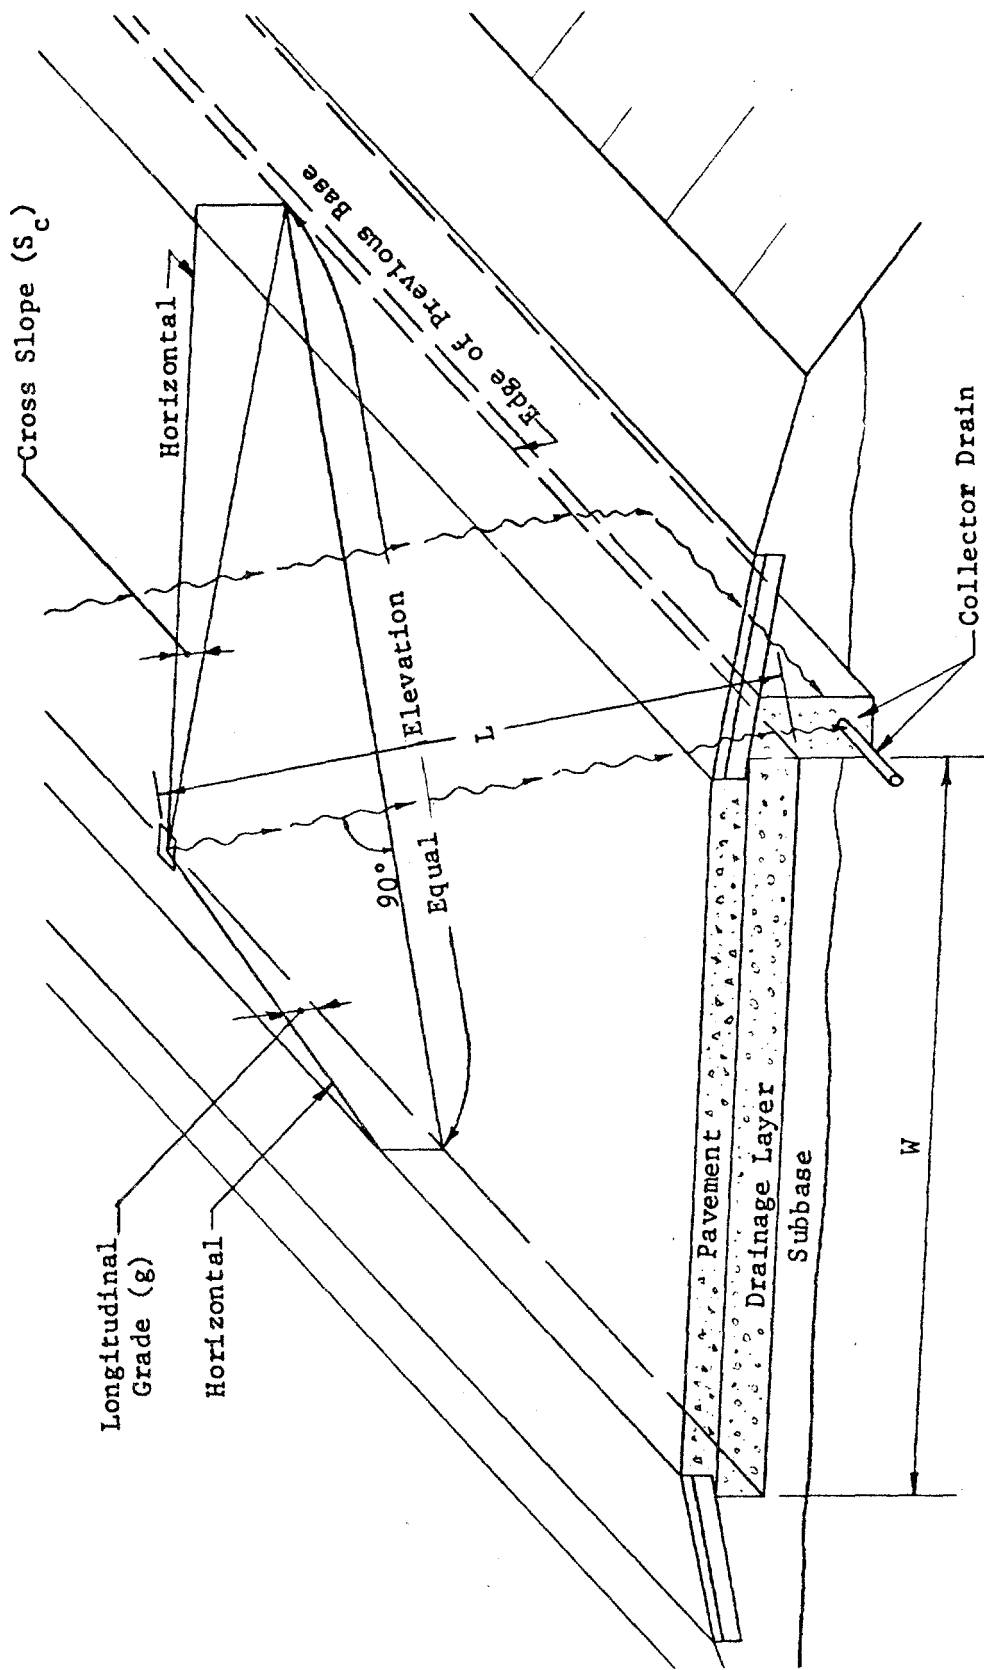 Cross Slope (Sc)
Horizontal
Longitudinal
Grade (g)
Horizontal
Edge of Previous Base
Equal Elevation
90°
L
Pavement
Drainage Layer
Subbase
W
Collector Drain